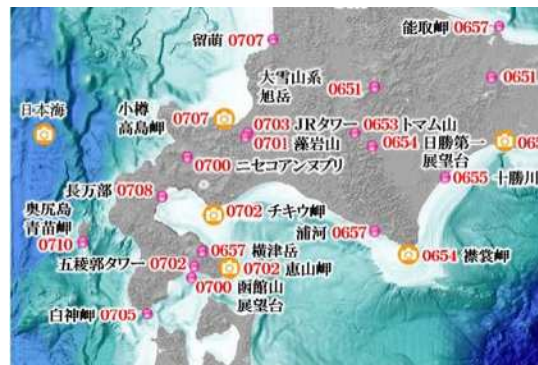 留萌 0707
能取岬 0657
大雪山系
旭岳
0651
0651
日本海
小樽
高島岬
0707
0703 JRタワー
0653 トマム山
0701 藻岩山
0654 日勝第一
展望台
0700 ニセコアンヌプリ
0655 十勝川
長万部 0708
0702 チキウ岬
奥尻島
青苗岬
0710
浦河 0657
0657 横津岳
五稜郭タワー 0702
0702 恵山岬
0654 襟裳岬
0700 函館山
展望台
白神岬 0705